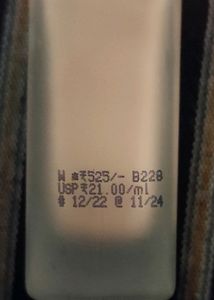 W *₹525/- B228
USP ₹21.00/ml
# 12/22 @ 11/24